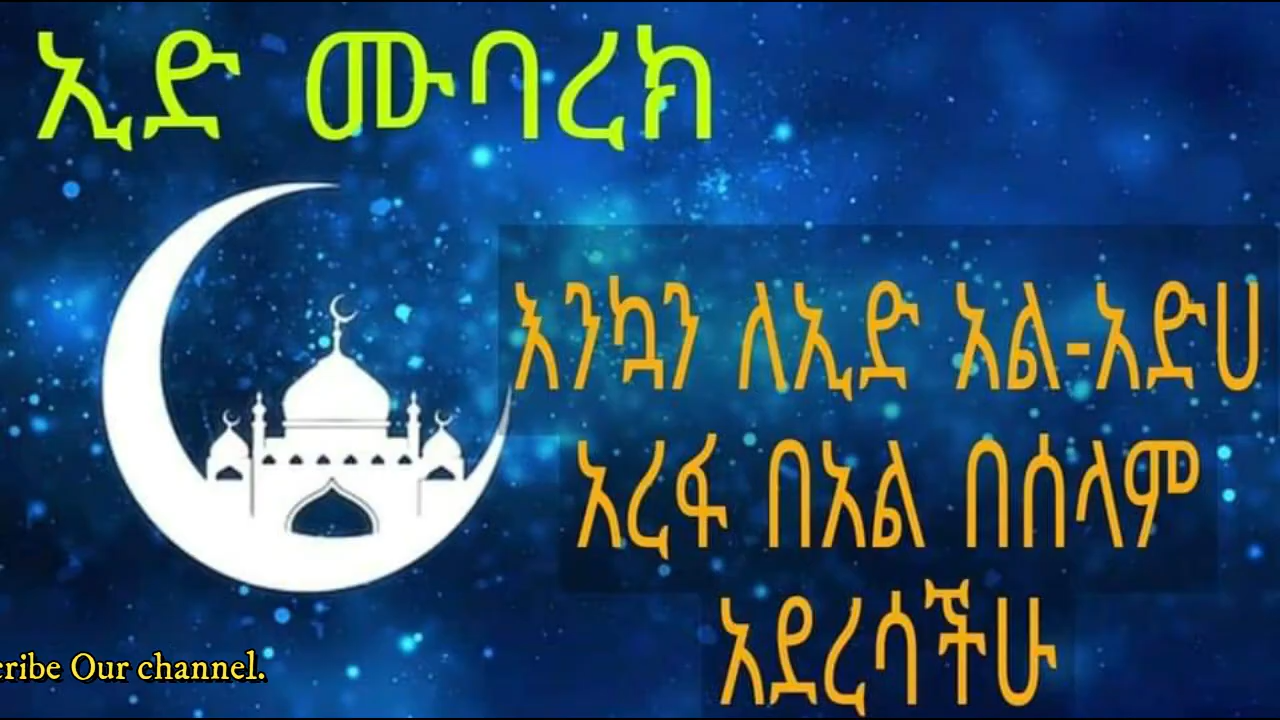 ኢድ ሙባረክ
እንኳን ለኢድ አል-አድሀ
አረፋ በአል በሰላም
አደረሳችሁ
cribe Our channel.